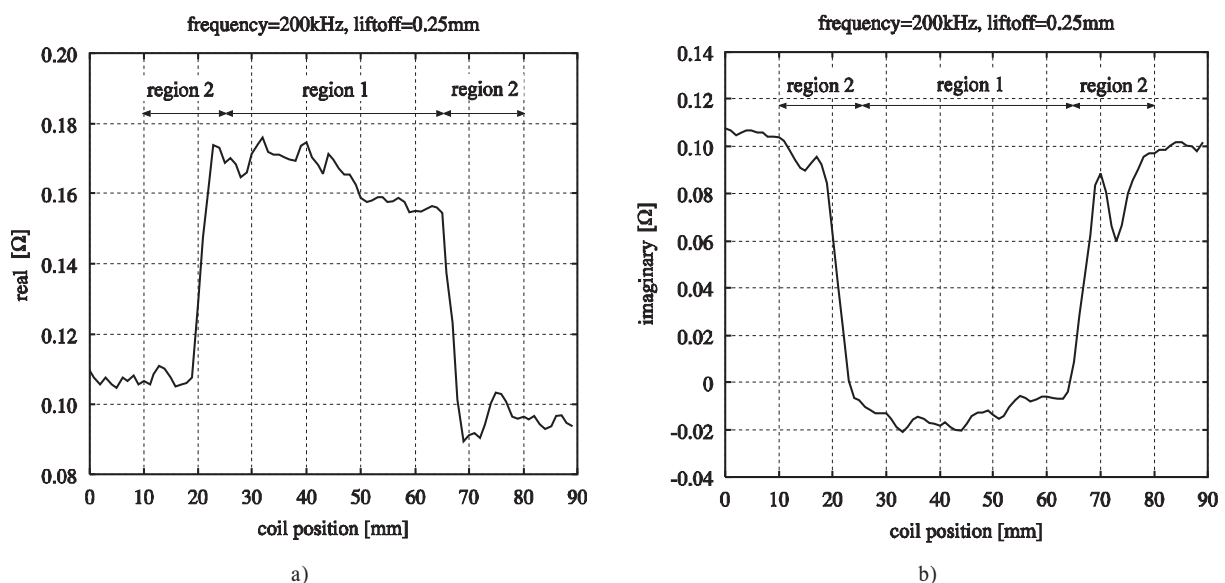 frequency=200kHz, liftoff=0.25mm
0.20
0.18
0.16
0.14
0.12
0.10
0.08
real [Ω]
region 2
region 1
region 2
0
10
20
30
40
50
60
70
80
90
coil position [mm]
a)
frequency=200kHz, liftoff=0.25mm
0.14
0.12
0.10
0.08
0.06
0.04
0.02
0
-0.02
-0.04
imaginary [Ω]
region 2
region 1
region 2
0
10
20
30
40
50
60
70
80
90
coil position [mm]
b)